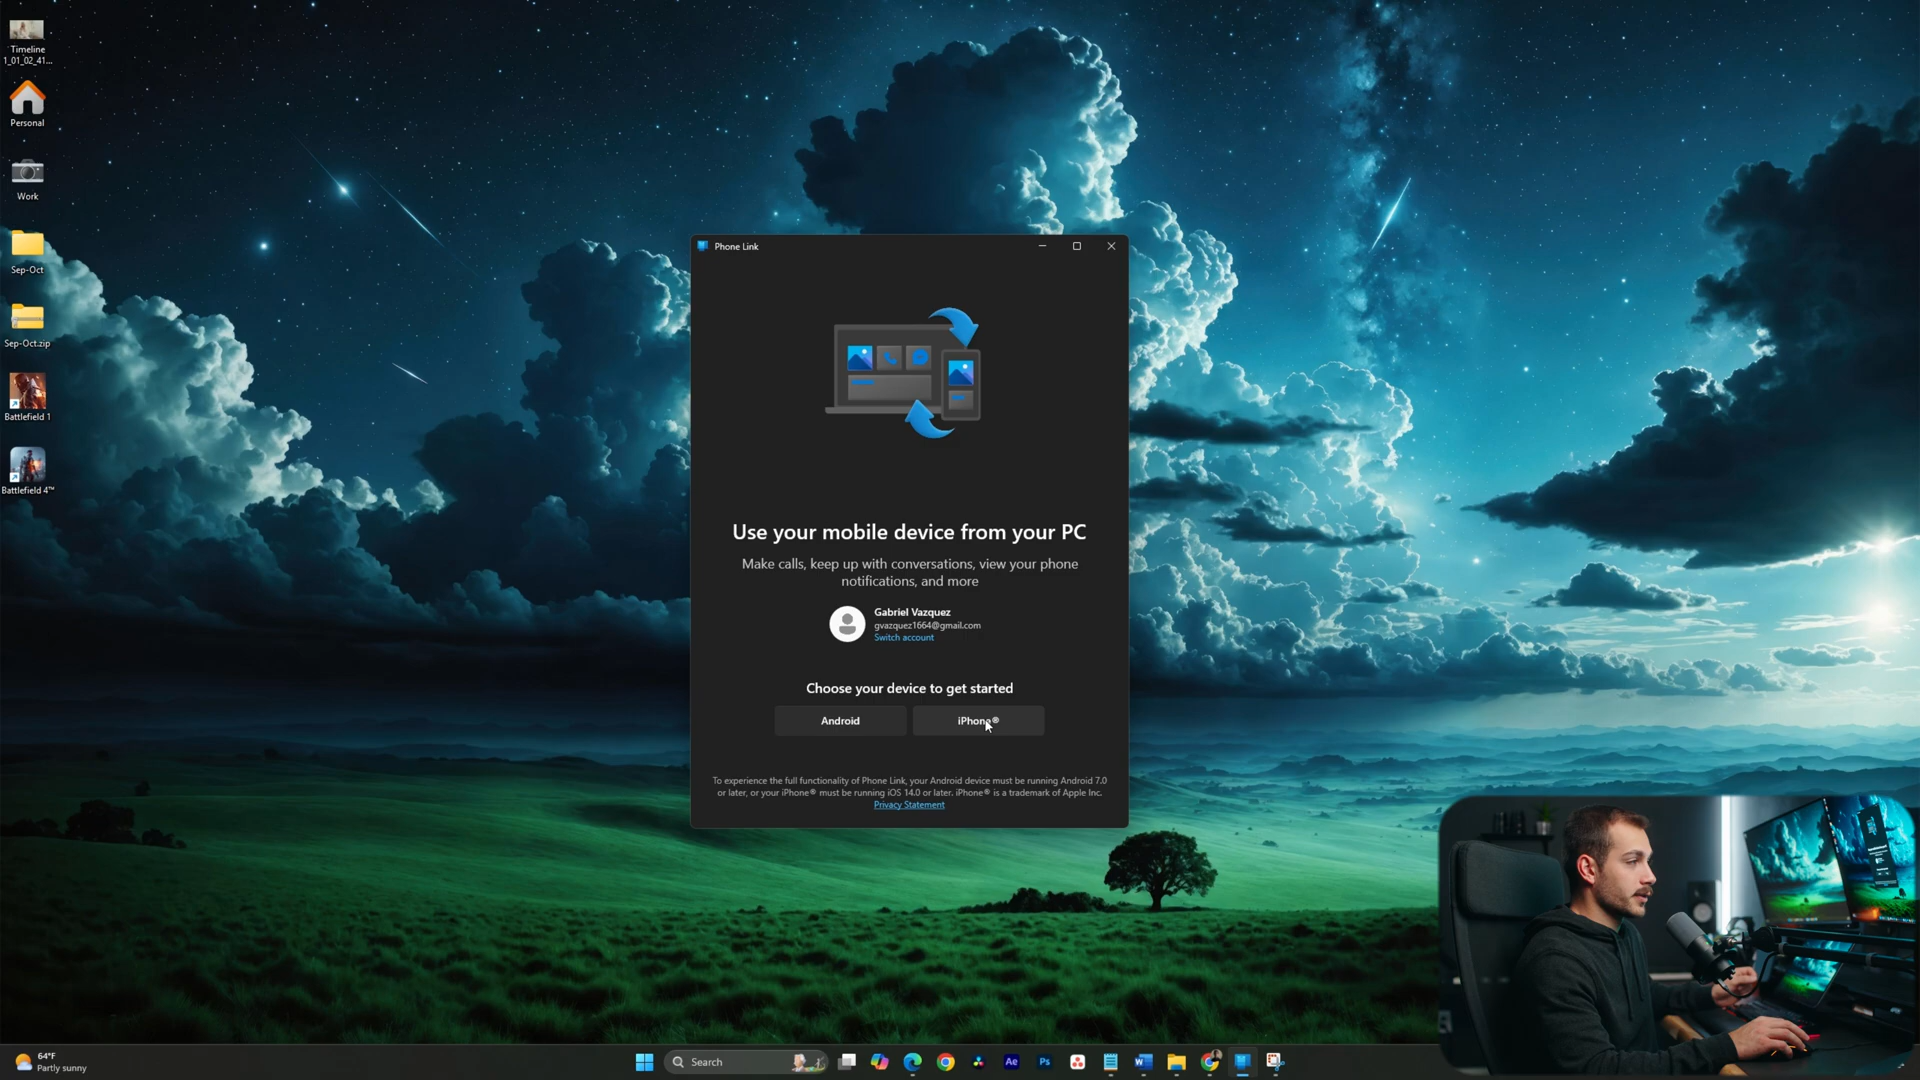 Timeline
1_01_02_41...
Personal
Work
Sep-Oct
Sep-Oct.zip
Battlefield 1
Battlefield 4™
Phone Link
Use your mobile device from your PC
Make calls, keep up with conversations, view your phone
notifications, and more
Gabriel Vazquez
gvazquez1664@gmail.com
Switch account
Choose your device to get started
Android
iPhone®
To experience the full functionality of Phone Link, your Android device must be running Android 7.0
or later, or your iPhone® must be running iOS 14.0 or later. iPhone® is a trademark of Apple Inc.
Privacy Statement
64°F
Partly sunny
Search
Ae
Ps
W